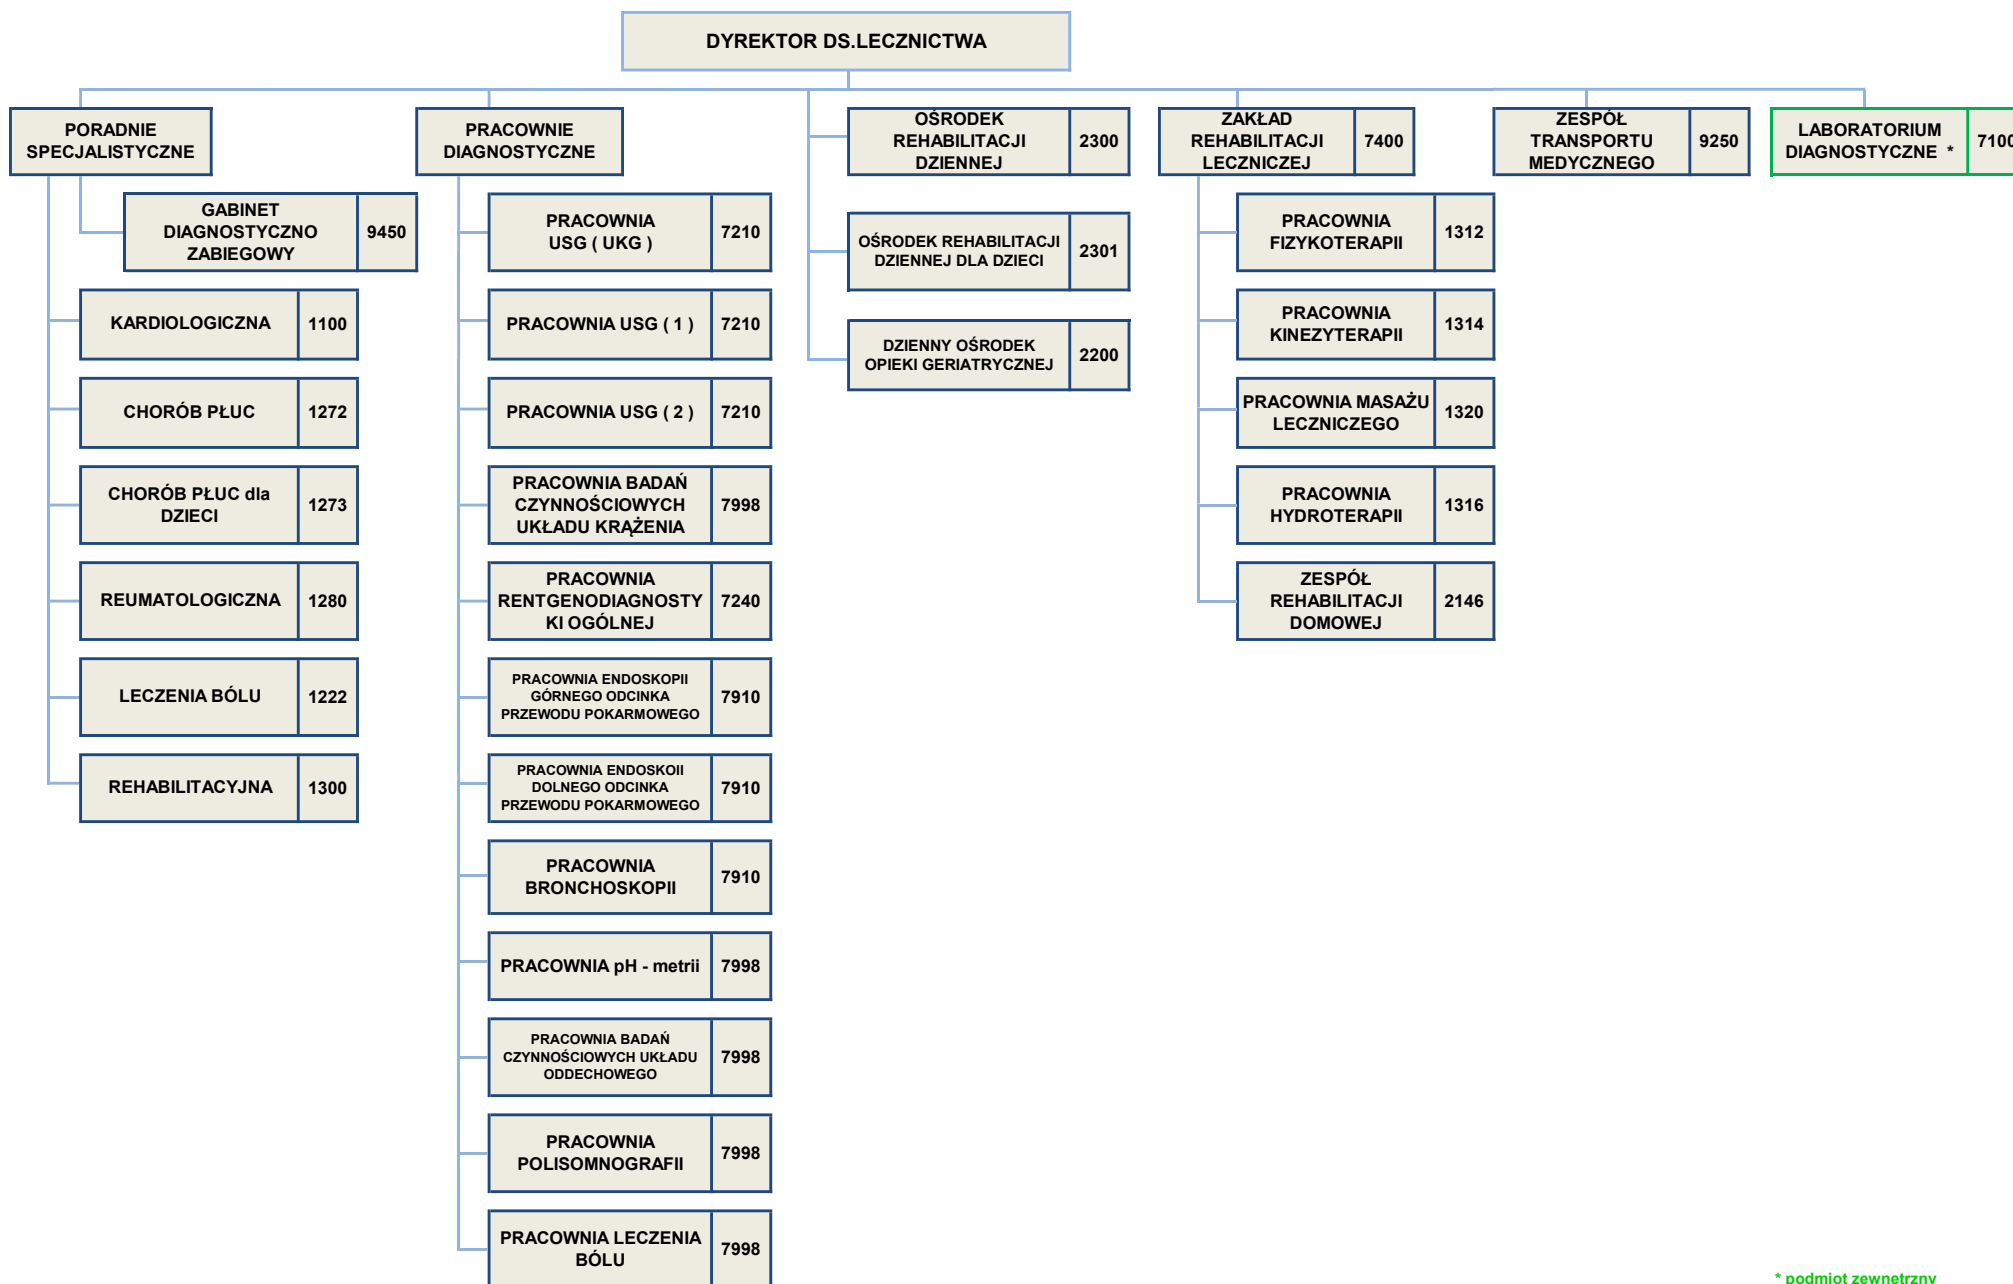 DYREKTOR DS.LECZNICTWA
PORADNIE
SPECJALISTYCZNE
GABINET
DIAGNOSTYCZNO
ZABIEGOWY
9450
KARDIOLOGICZNA
1100
CHORÓB PŁUC
1272
CHORÓB PŁUC dla
DZIECI
1273
REUMATOLOGICZNA
1280
LECZENIA BÓLU
1222
REHABILITACYJNA
1300
PRACOWNIE
DIAGNOSTYCZNE
PRACOWNIA
USG ( UKG )
7210
PRACOWNIA USG ( 1 )
7210
PRACOWNIA USG ( 2 )
7210
PRACOWNIA BADAŃ
CZYNNOŚCIOWYCH
UKŁADU KRĄŻENIA
7998
PRACOWNIA
RENTGENODIAGNOSTY
KI OGÓLNEJ
7240
PRACOWNIA ENDOSKOPII
GÓRNEGO ODCINKA
PRZEWODU POKARMOWEGO
7910
PRACOWNIA ENDOSKOII
DOLNEGO ODCINKA
PRZEWODU POKARMOWEGO
7910
PRACOWNIA
BRONCHOSKOPII
7910
PRACOWNIA pH - metrii
7998
PRACOWNIA BADAŃ
CZYNNOŚCIOWYCH UKŁADU
ODDECHOWEGO
7998
PRACOWNIA
POLISOMNOGRAFII
7998
PRACOWNIA LECZENIA
BÓLU
7998
OŚRODEK
REHABILITACJI
DZIENNEJ
2300
OŚRODEK REHABILITACJI
DZIENNEJ DLA DZIECI
2301
DZIENNY OŚRODEK
OPIEKI GERIATRYCZNEJ
2200
ZAKŁAD
REHABILITACJI
LECZNICZEJ
7400
PRACOWNIA
FIZYKOTERAPII
1312
PRACOWNIA
KINEZYTERAPII
1314
PRACOWNIA MASAŻU
LECZNICZEGO
1320
PRACOWNIA
HYDROTERAPII
1316
ZESPÓŁ
REHABILITACJI
DOMOWEJ
2146
ZESPÓŁ
TRANSPORTU
MEDYCZNEGO
9250
LABORATORIUM
DIAGNOSTYCZNE *
7100
* podmiot zewnętrzny